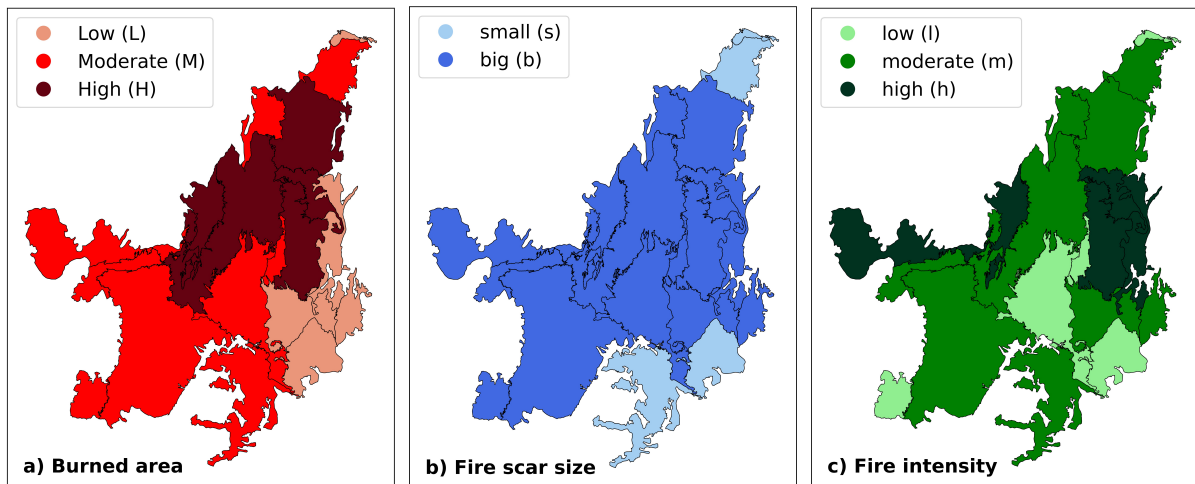 Low (L)
Moderate (M)
High (H)
a) Burned area
small (s)
big (b)
b) Fire scar size
low (l)
moderate (m)
high (h)
c) Fire intensity